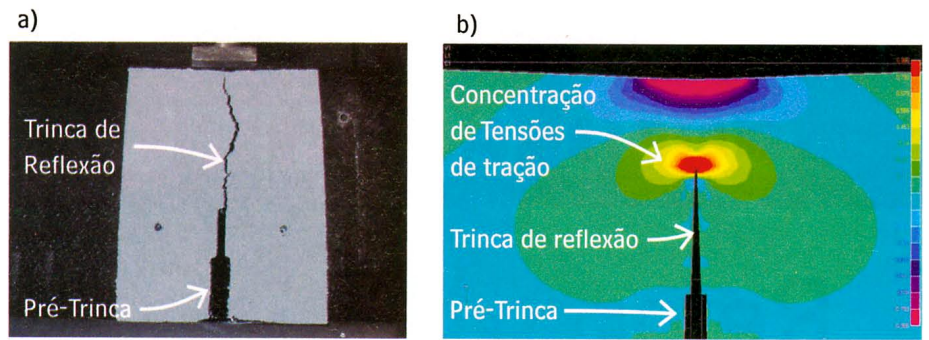 a)
Trinca de
Reflexão
Pré-Trinca
b)
Concentração
de Tensões
de tração
Trinca de reflexão
Pré-Trinca